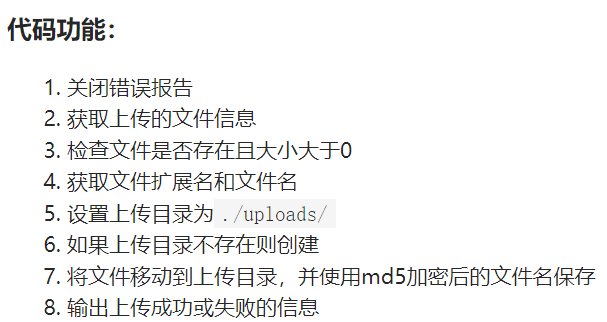 代码功能：
1. 关闭错误报告
2. 获取上传的文件信息
3. 检查文件是否存在且大小大于0
4. 获取文件扩展名和文件名
5. 设置上传目录为 ./uploads/
6. 如果上传目录不存在则创建
7. 将文件移动到上传目录，并使用md5加密后的文件名保存
8. 输出上传成功或失败的信息